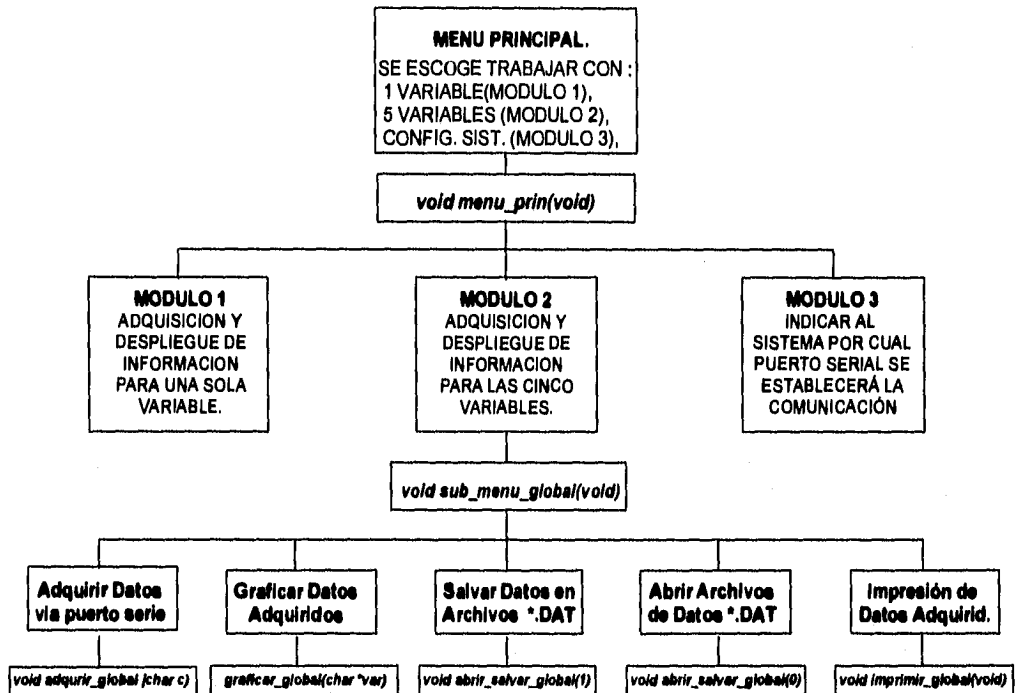 MENU PRINCIPAL.
SE ESCOGE TRABAJAR CON :
1 VARIABLE(MODULO 1),
5 VARIABLES (MODULO 2),
CONFIG. SIST. (MODULO 3),
void menu_prin(void)
MODULO 1
ADQUISICION Y
DESPLIEGUE DE
INFORMACION
PARA UNA SOLA
VARIABLE.
MODULO 2
ADQUISICION Y
DESPLIEGUE DE
INFORMACION
PARA LAS CINCO
VARIABLES.
MODULO 3
INDICAR AL
SISTEMA POR CUAL
PUERTO SERIAL SE
ESTABLECERÁ LA
COMUNICACIÓN
void sub_menu_global(void)
Adquirir Datos
via puerto serie
Graficar Datos
Adquiridos
Salvar Datos en
Archivos *.DAT
Abrir Archivos
de Datos *.DAT
Impresión de
Datos Adquirid.
void adqurir_global (char c)
graficar_global(char *var)
void abrir_salvar_global(1)
void abrir_salvar_global(0)
void imprimir_global(void)